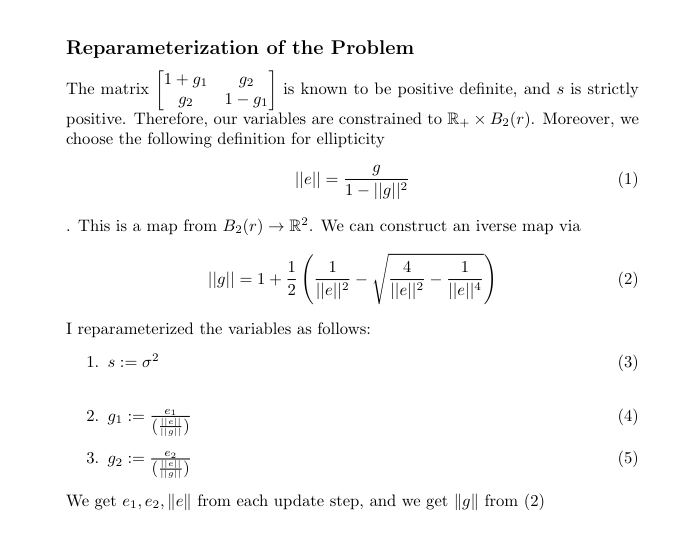 Reparameterization of the Problem
The matrix $\begin{bmatrix} 1+g_1 & g_2 \\ g_2 & 1-g_1 \end{bmatrix}$ is known to be positive definite, and $s$ is strictly
positive. Therefore, our variables are constrained to $\mathbb{R}_+ \times B_2(r)$. Moreover, we
choose the following definition for ellipticity
$||e|| = \frac{g}{1-||g||^2}$ (1)
. This is a map from $B_2(r) \to \mathbb{R}^2$. We can construct an iverse map via
$||g|| = 1 + \frac{1}{2}\left(\frac{1}{||e||^2} - \sqrt{\frac{4}{||e||^2} - \frac{1}{||e||^4}}\right)$ (2)
I reparameterized the variables as follows:
1. $s := \sigma^2$ (3)
2. $g_1 := \frac{e_1}{\left(\frac{||e||}{||g||}\right)}$ (4)
3. $g_2 := \frac{e_2}{\left(\frac{||e||}{||g||}\right)}$ (5)
We get $e_1, e_2, \|e\|$ from each update step, and we get $\|g\|$ from (2)